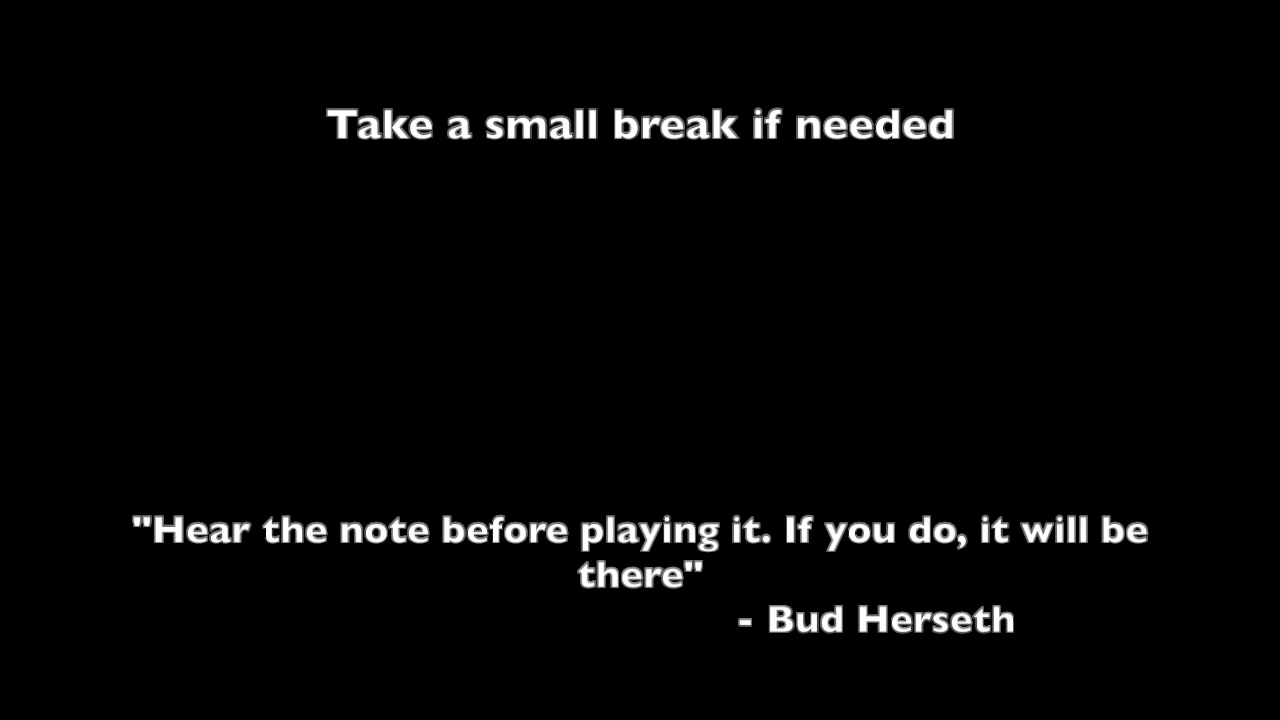 Take a small break if needed
"Hear the note before playing it. If you do, it will be
there"
- Bud Herseth